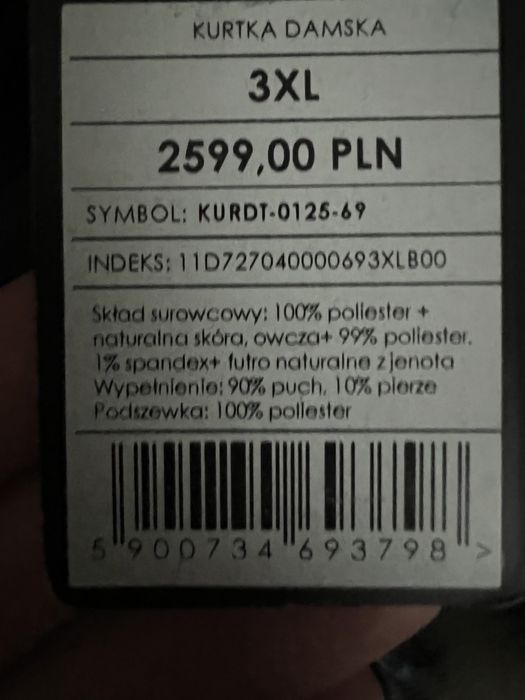 KURTKA DAMSKA
3XL
2599,00 PLN
SYMBOL: KURDT-0125-69
INDEKS: 11D727040000693XLB00
Skład surowcowy: 100% poliester +
naturalna skóra, owcza+ 99% poliester,
1% spandex+ futro naturalne z jenota
Wypełnienie: 90% puch, 10% pierze
Podszewka: 100% poliester
5 900734 693798 >